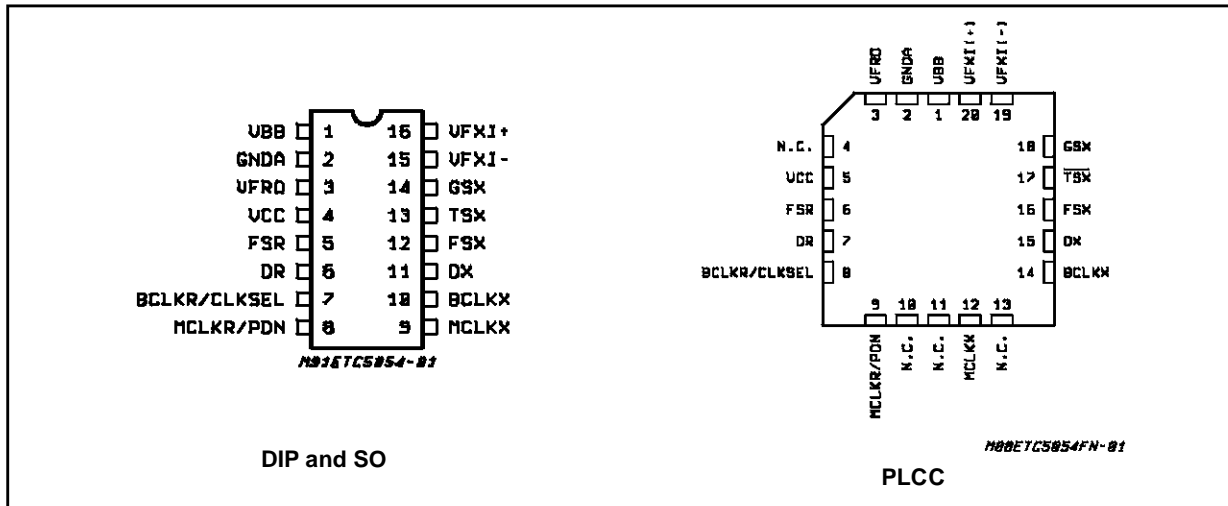 VBB 1 16 VFXI+
GNDA 2 15 VFXI-
VFRO 3 14 GSX
VCC 4 13 TSX
FSR 5 12 FSX
DR 6 11 DX
BCLKR/CLKSEL 7 10 BCLKX
MCLKR/PDN 8 9 MCLKX
M91ETC5054-01
DIP and SO
VFRO GNDA VBB VFXI(+) VFXI(-)
3 2 1 20 19
N.C. 4 18 GSX
VCC 5 17 TSX
FSR 6 16 FSX
DR 7 15 DX
BCLKR/CLKSEL 8 14 BCLKX
9 10 11 12 13
MCLKR/PDN N.C. N.C. MCLKX N.C.
M88ETC5054FN-01
PLCC